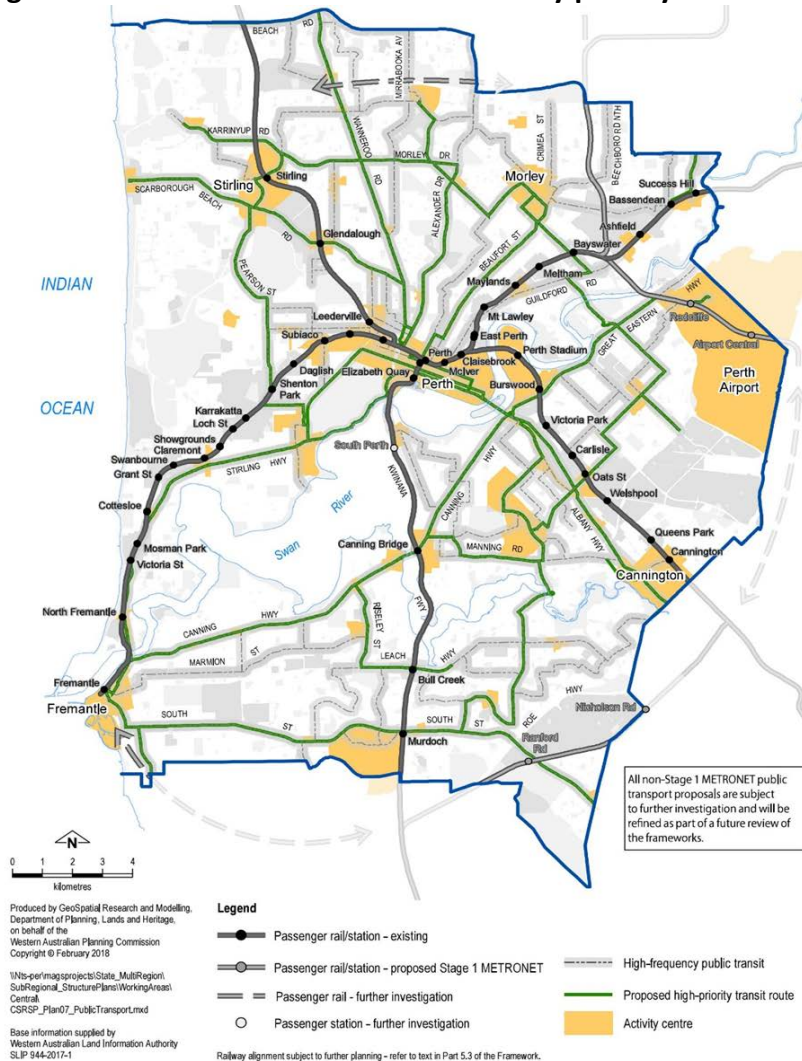 BEACH RD
MIRRABOOKA AV
KARRINYUP RD
WANNEROO RD
MORLEY DR
CRIMEA ST
BEECHBORO RD NTH
Stirling
Stirling
Morley
ALEXANDER DR
SCARBOROUGH BEACH RD
Success Hill
Bassendean
Ashfield
Bayswater
Glendalough
BEAUFORT ST
Meltham
Maylands
GUILDFORD RD
INDIAN
PEARSON ST
Leederville
Mt Lawley
GREAT EASTERN HWY
Redcliffe
Airport Central
East Perth
Subiaco
Perth
Claisebrook
Perth Stadium
Daglish
Elizabeth Quay
McIver
Perth
Burswood
Perth Airport
Shenton Park
OCEAN
Karrakatta
Loch St
Victoria Park
Showgrounds
Claremont
South Perth
Carlisle
Swanbourne
Grant St
STIRLING HWY
KWINANA FWY
CANNING HWY
Oats St
Welshpool
Cottesloe
Swan River
ALBANY HWY
Queens Park
Mosman Park
Canning Bridge
MANNING RD
Cannington
Victoria St
Cannington
North Fremantle
CANNING HWY
RISELEY ST
LEACH HWY
MARMION ST
Bull Creek
Fremantle
Fremantle
ROE HWY
Nicholson Rd
SOUTH ST
SOUTH ST
Murdoch
Ranford Rd
All non-Stage 1 METRONET public
transport proposals are subject
to further investigation and will be
refined as part of a future review of
the frameworks.
N
0 1 2 3 4
kilometres
Produced by GeoSpatial Research and Modelling,
Department of Planning, Lands and Heritage,
on behalf of the
Western Australian Planning Commission
Copyright © February 2018
\\Nts-per\magsprojects\State_MultiRegion\
SubRegional_StructurePlans\WorkingAreas\
Central\
CSRSP_Plan07_PublicTransport.mxd
Base information supplied by
Western Australian Land Information Authority
SLIP 944-2017-1
Legend
Passenger rail/station - existing
Passenger rail/station - proposed Stage 1 METRONET
Passenger rail - further investigation
Passenger station - further investigation
High-frequency public transit
Proposed high-priority transit route
Activity centre
Railway alignment subject to further planning - refer to text in Part 5.3 of the Framework.